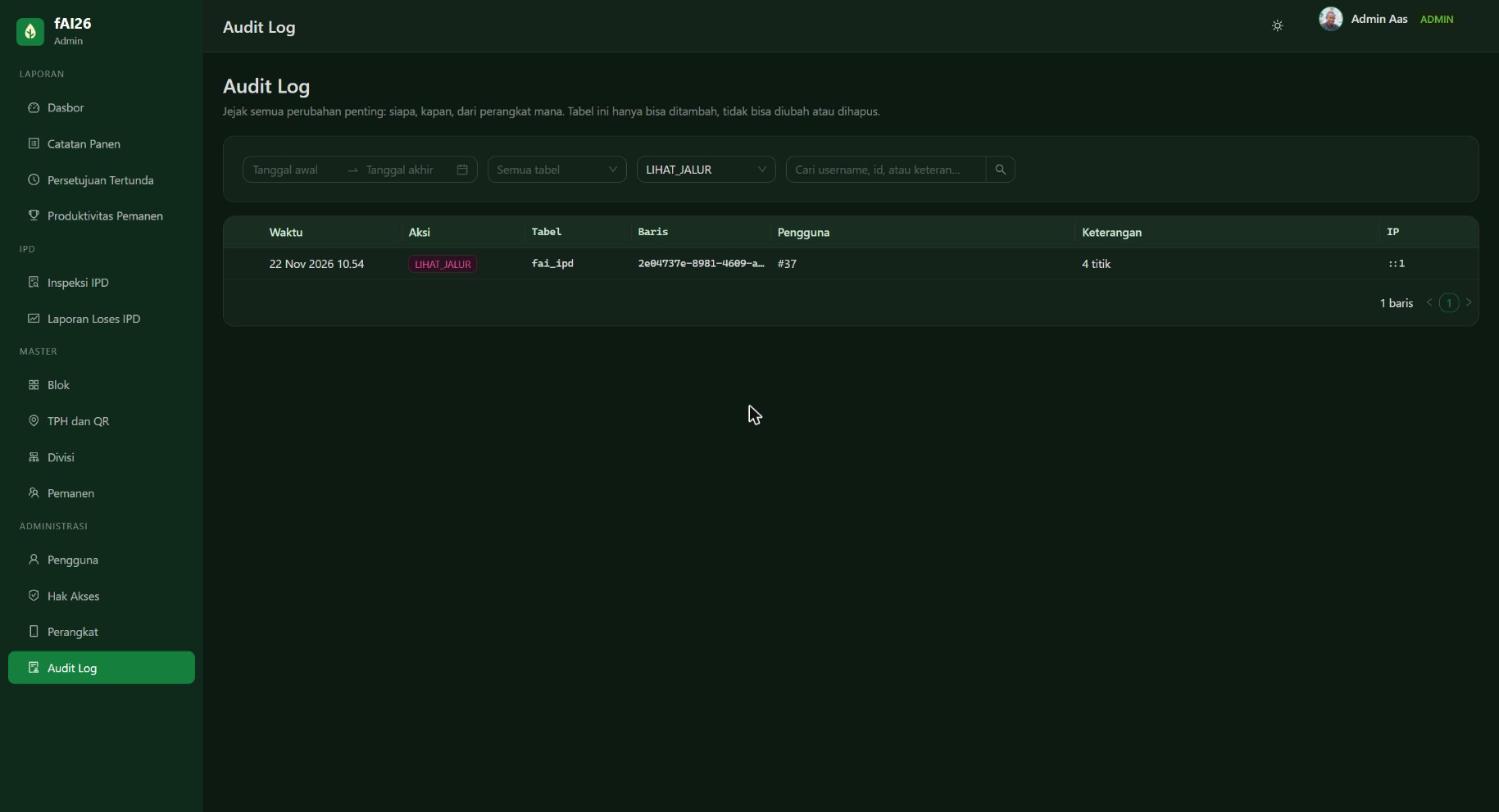 fAI26
Admin
LAPORAN
Dasbor
Catatan Panen
Persetujuan Tertunda
Produktivitas Pemanen
IPD
Inspeksi IPD
Laporan Loses IPD
MASTER
Blok
TPH dan QR
Divisi
Pemanen
ADMINISTRASI
Pengguna
Hak Akses
Perangkat
Audit Log
Audit Log
Admin Aas ADMIN
Audit Log
Jejak semua perubahan penting: siapa, kapan, dari perangkat mana. Tabel ini hanya bisa ditambah, tidak bisa diubah atau dihapus.
Tanggal awal → Tanggal akhir Semua tabel LIHAT_JALUR Cari username, id, atau keteran...
Waktu Aksi Tabel Baris Pengguna Keterangan IP
22 Nov 2026 10.54 LIHAT_JALUR fai_ipd 2e04737e-8981-4609-a… #37 4 titik ::1
1 baris < 1 >